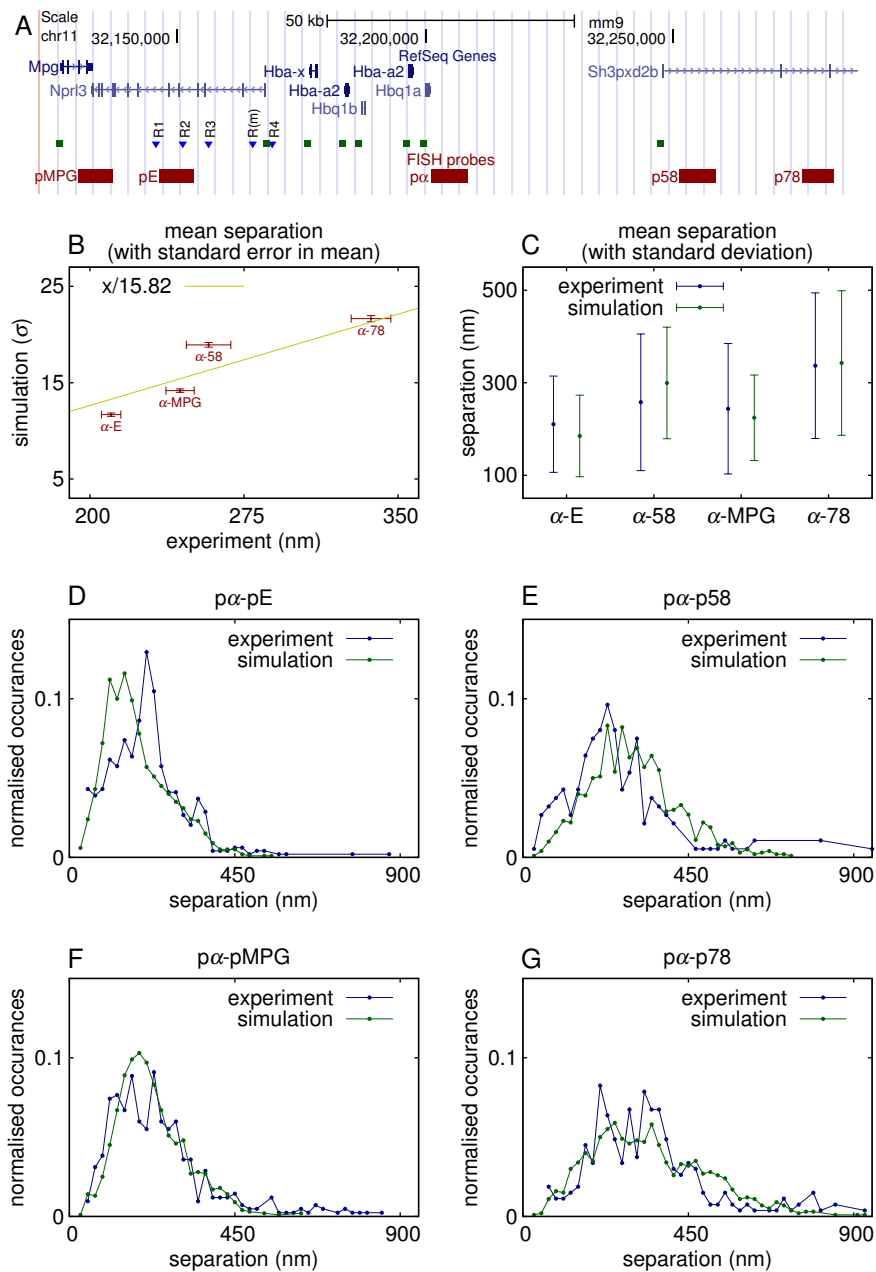 A
Scale
50 kb
mm9
chr11
32,150,000
32,200,000
32,250,000
RefSeq Genes
Mpg
Hba-x
Hba-a2
Sh3pxd2b
Nprl3
Hba-a2
Hbq1a
Hbq1b
R1
R2
R3
R(m)
R4
FISH probes
pMPG
pE
pα
p58
p78
B
mean separation
(with standard error in mean)
x/15.82
simulation (σ)
25
15
5
α-E
α-MPG
α-58
α-78
200
275
350
experiment (nm)
C
mean separation
(with standard deviation)
experiment
simulation
separation (nm)
500
300
100
α-E
α-58
α-MPG
α-78
D
pα-pE
experiment
simulation
normalised occurances
0.1
0
0
450
900
separation (nm)
E
pα-p58
experiment
simulation
normalised occurances
0.1
0
0
450
900
separation (nm)
F
pα-pMPG
experiment
simulation
normalised occurances
0.1
0
0
450
900
separation (nm)
G
pα-p78
experiment
simulation
normalised occurances
0.1
0
0
450
900
separation (nm)